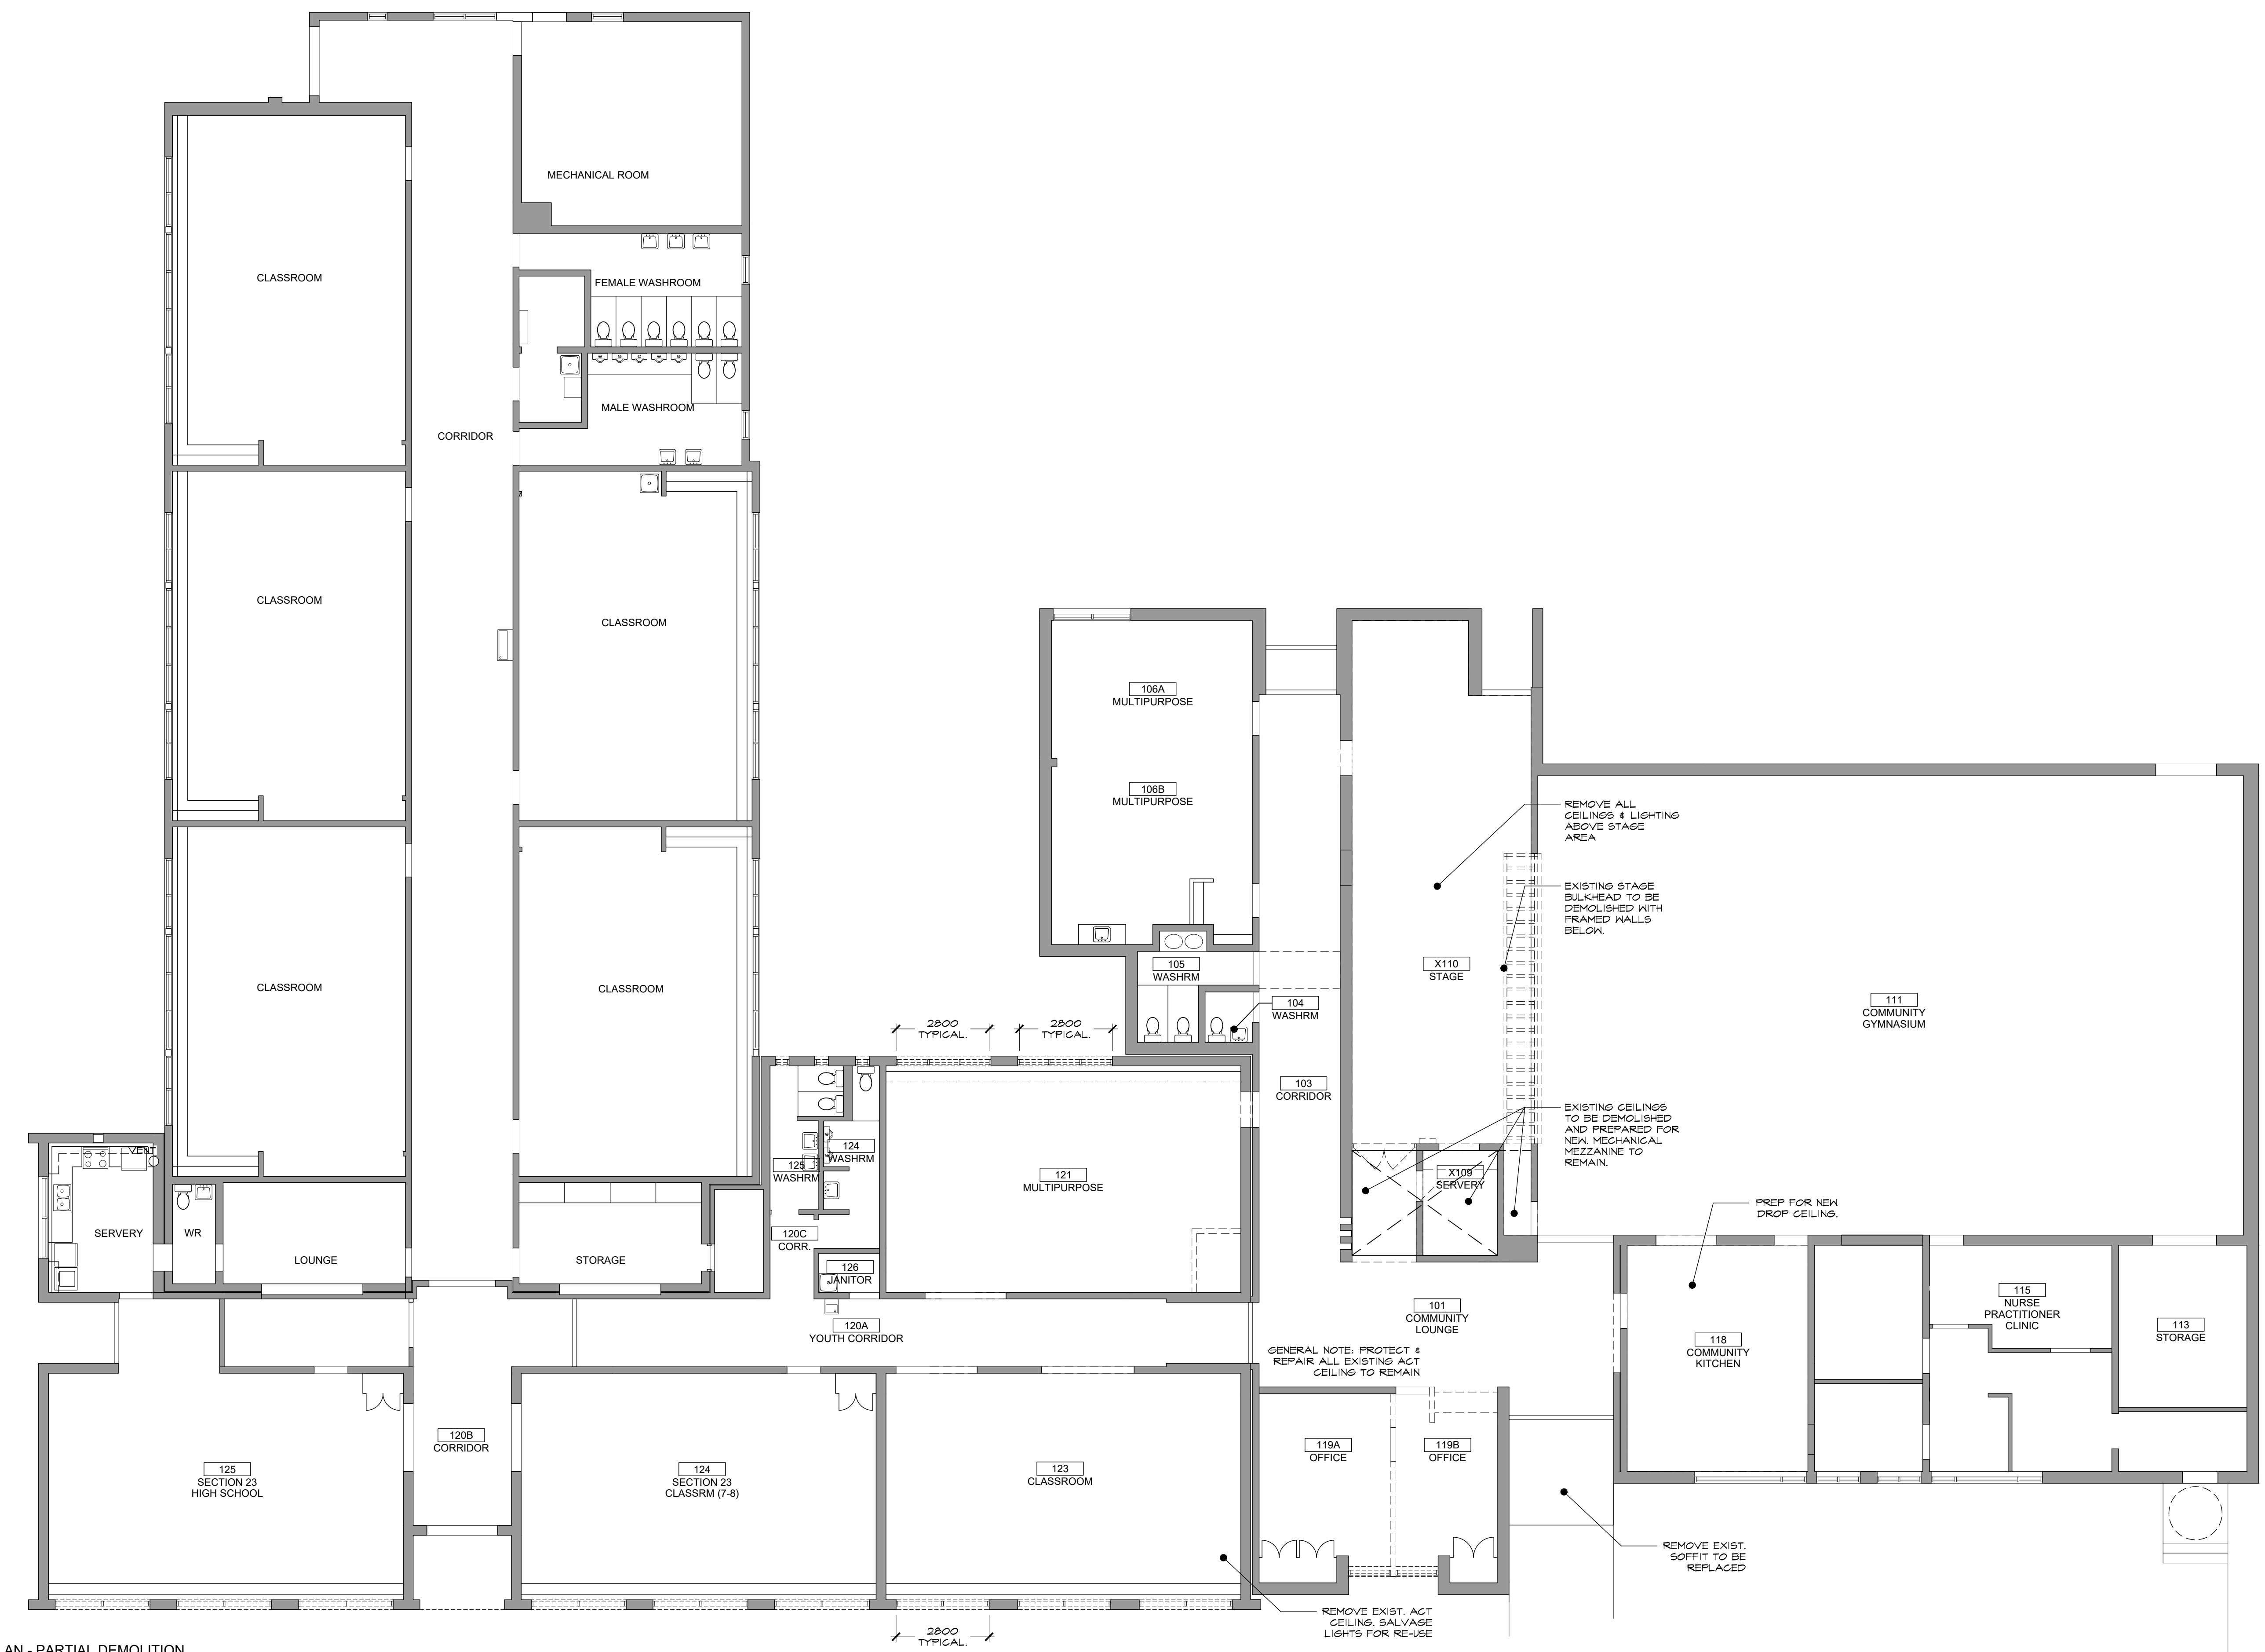 MECHANICAL ROOM
CLASSROOM
FEMALE WASHROOM
MALE WASHROOM
CORRIDOR
CLASSROOM
CLASSROOM
106A
MULTIPURPOSE
106B
MULTIPURPOSE
REMOVE ALL
CEILINGS & LIGHTING
ABOVE STAGE
AREA
EXISTING STAGE
BULKHEAD TO BE
DEMOLISHED WITH
FRAMED WALLS
BELOW.
CLASSROOM
CLASSROOM
105
WASHRM
X110
STAGE
104
WASHRM
111
COMMUNITY
GYMNASIUM
2800
TYPICAL.
2800
TYPICAL.
103
CORRIDOR
EXISTING CEILINGS
TO BE DEMOLISHED
AND PREPARED FOR
NEW. MECHANICAL
MEZZANINE TO
REMAIN.
VENT
124
WASHRM
125
WASHRM
121
MULTIPURPOSE
X109
SERVERY
PREP FOR NEW
DROP CEILING.
SERVERY
WR
LOUNGE
STORAGE
120C
CORR.
126
JANITOR
120A
YOUTH CORRIDOR
101
COMMUNITY
LOUNGE
115
NURSE
PRACTITIONER
CLINIC
113
STORAGE
118
COMMUNITY
KITCHEN
GENERAL NOTE: PROTECT &
REPAIR ALL EXISTING ACT
CEILING TO REMAIN
120B
CORRIDOR
119A
OFFICE
119B
OFFICE
125
SECTION 23
HIGH SCHOOL
124
SECTION 23
CLASSRM (7-8)
123
CLASSROOM
REMOVE EXIST.
SOFFIT TO BE
REPLACED
REMOVE EXIST. ACT
CEILING. SALVAGE
LIGHTS FOR RE-USE
2800
TYPICAL.
AN - PARTIAL DEMOLITION